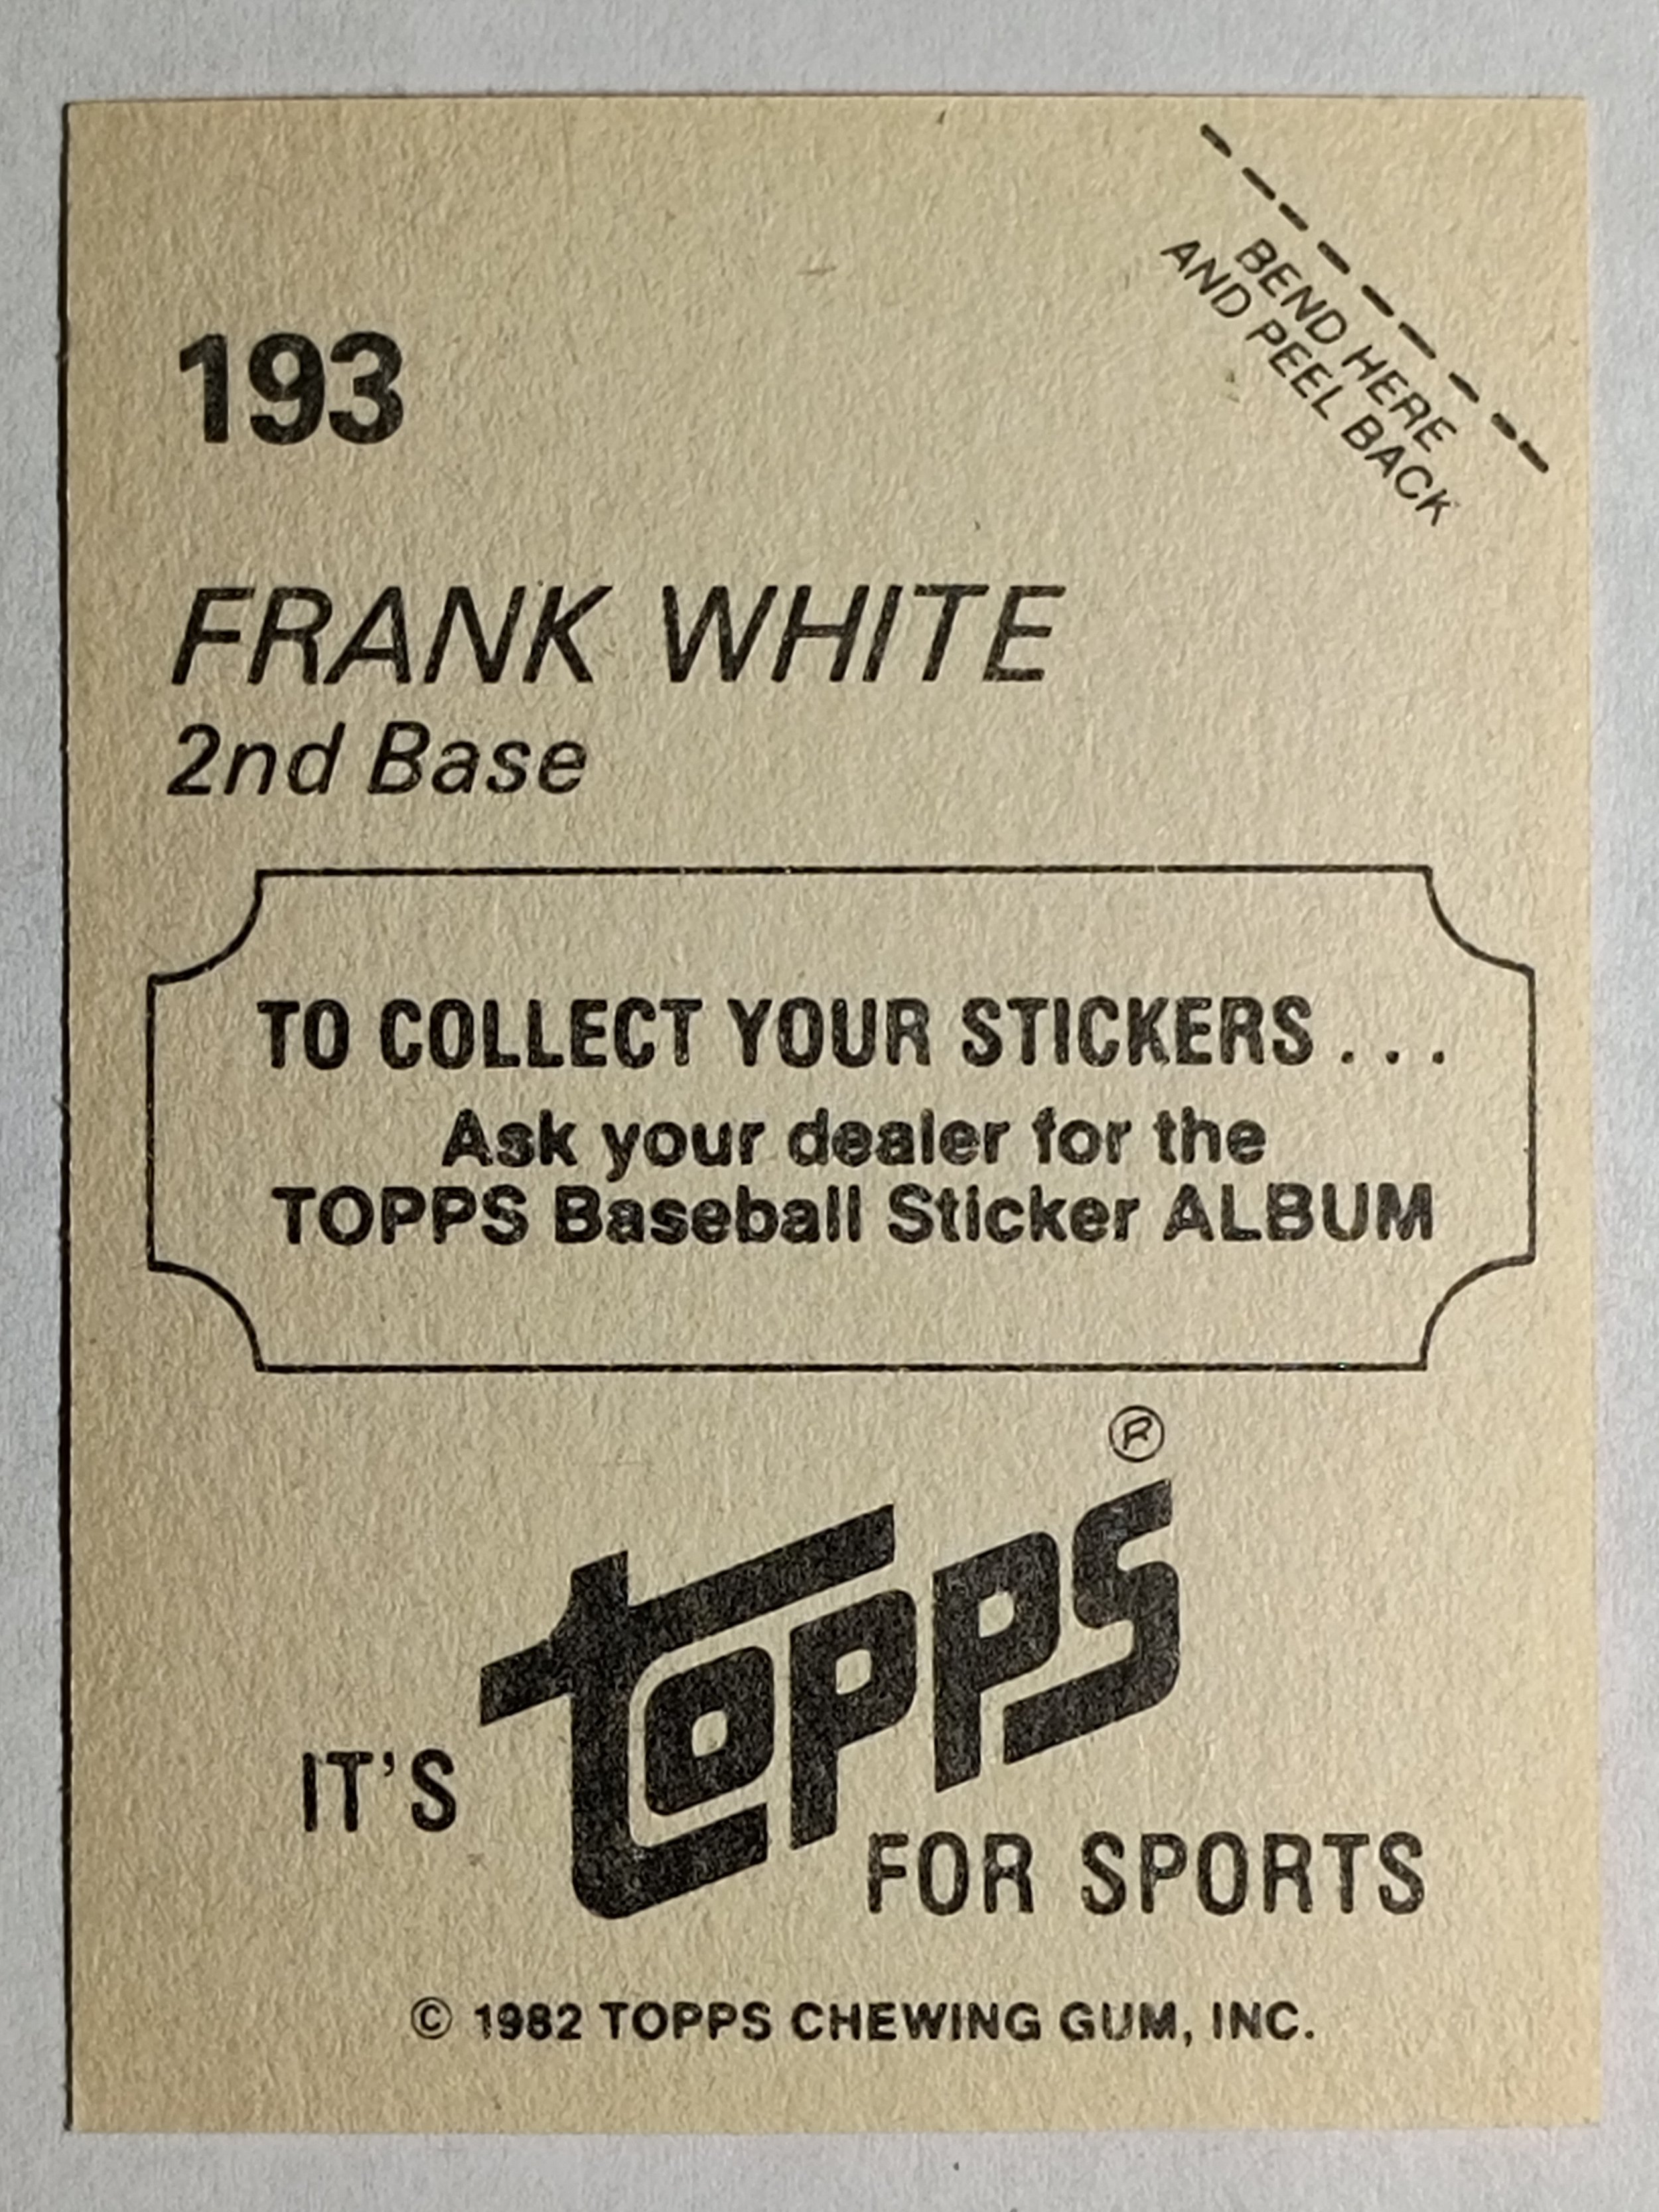 BEND HERE
AND PEEL BACK
193
FRANK WHITE
2nd Base
TO COLLECT YOUR STICKERS . . .
Ask your dealer for the
TOPPS Baseball Sticker ALBUM
IT'S topps® FOR SPORTS
© 1982 TOPPS CHEWING GUM, INC.